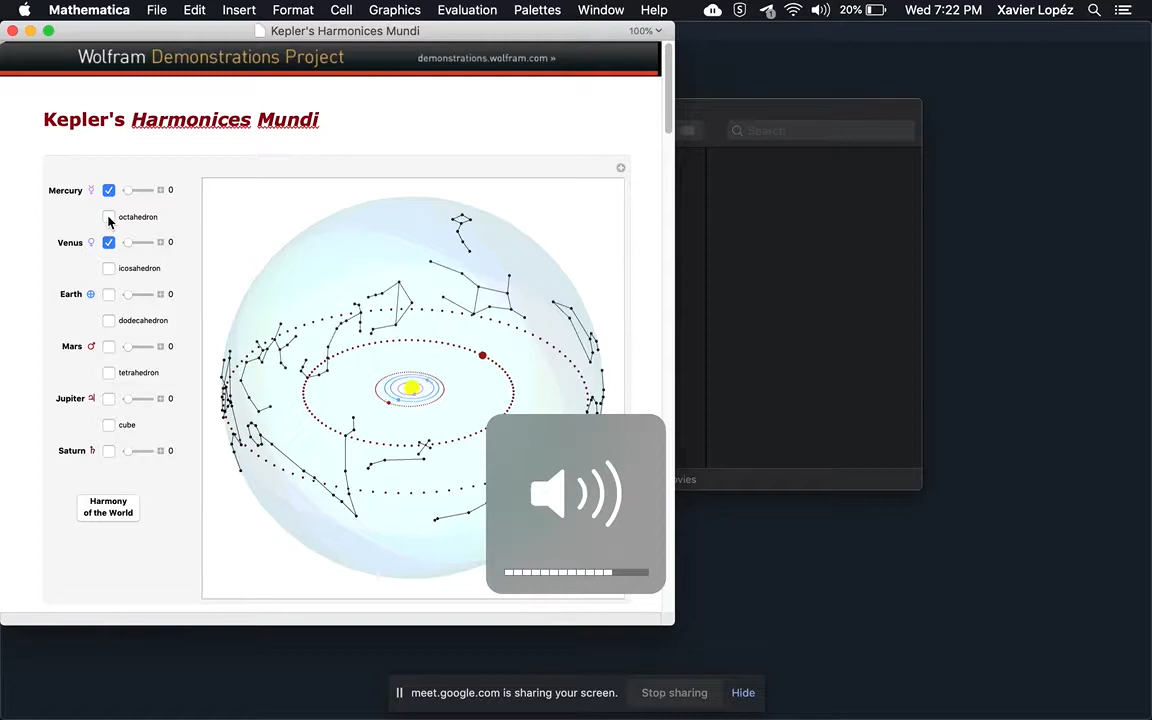 Mathematica File Edit Insert Format Cell Graphics Evaluation Palettes Window Help 20% Wed 7:22 PM Xavier Lopéz
Kepler's Harmonices Mundi 100%
Wolfram Demonstrations Project demonstrations.wolfram.com »
Kepler's Harmonices Mundi
Search
Mercury ☿ 0
octahedron
Venus ♀ 0
icosahedron
Earth ⊕ 0
dodecahedron
Mars ♂ 0
tetrahedron
Jupiter ♃ 0
cube
Saturn ♄ 0
Harmony
of the World
meet.google.com is sharing your screen. Stop sharing Hide